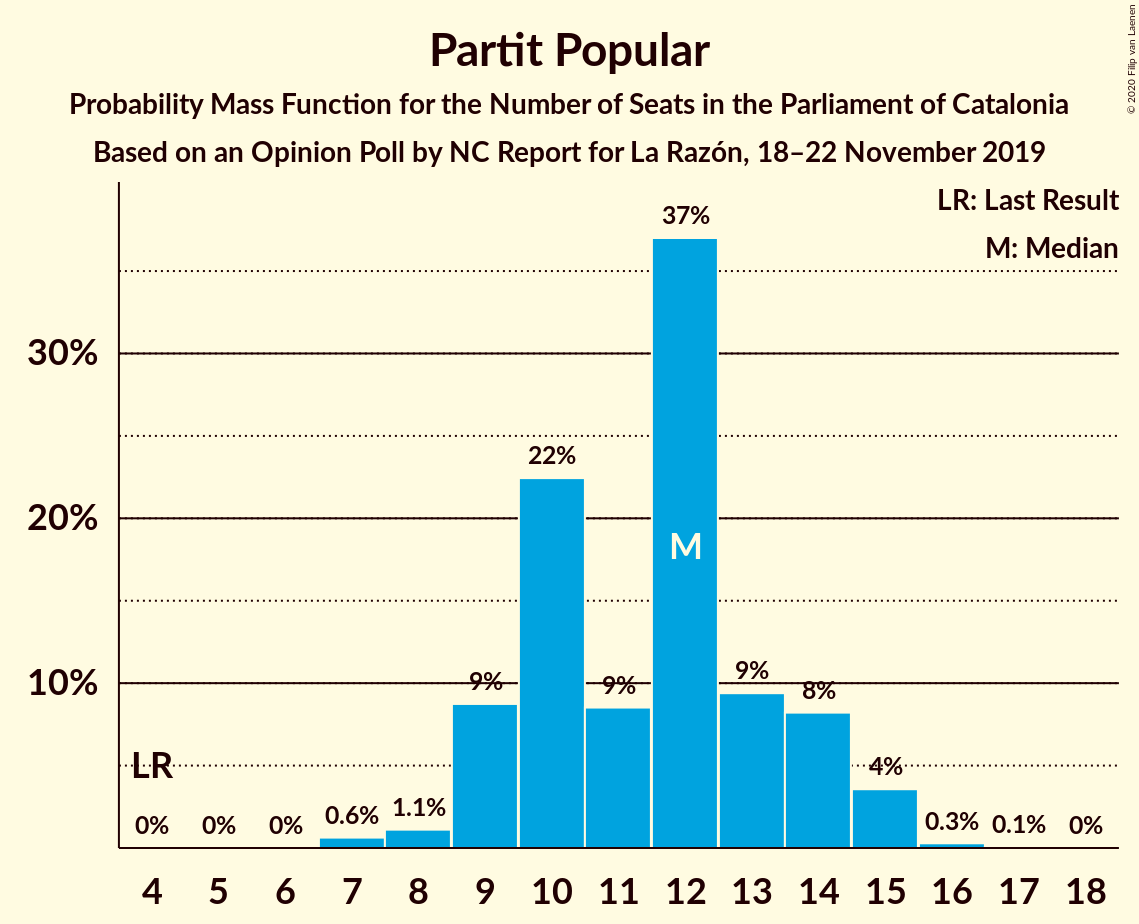 Partit Popular
Probability Mass Function for the Number of Seats in the Parliament of Catalonia
Based on an Opinion Poll by NC Report for La Razón, 18–22 November 2019
© 2020 Filip van Laenen
LR: Last Result
M: Median
37%
30%
22%
20%
M
10%
9%
9%
9%
8%
LR
4%
0%
0%
0%
0.6%
1.1%
0.3%
0.1%
0%
4 5 6 7 8 9 10 11 12 13 14 15 16 17 18